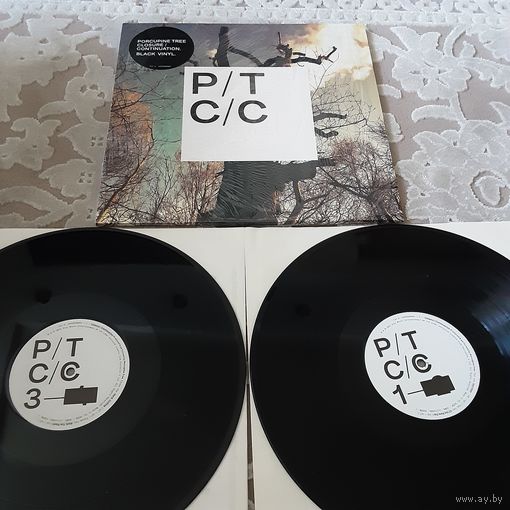 PORCUPINE TREE
CLOSURE /
CONTINUATION.
BLACK VINYL.
P/T
C/C
P/T
C/C
3
P/T
C/C
1
www.ay.by